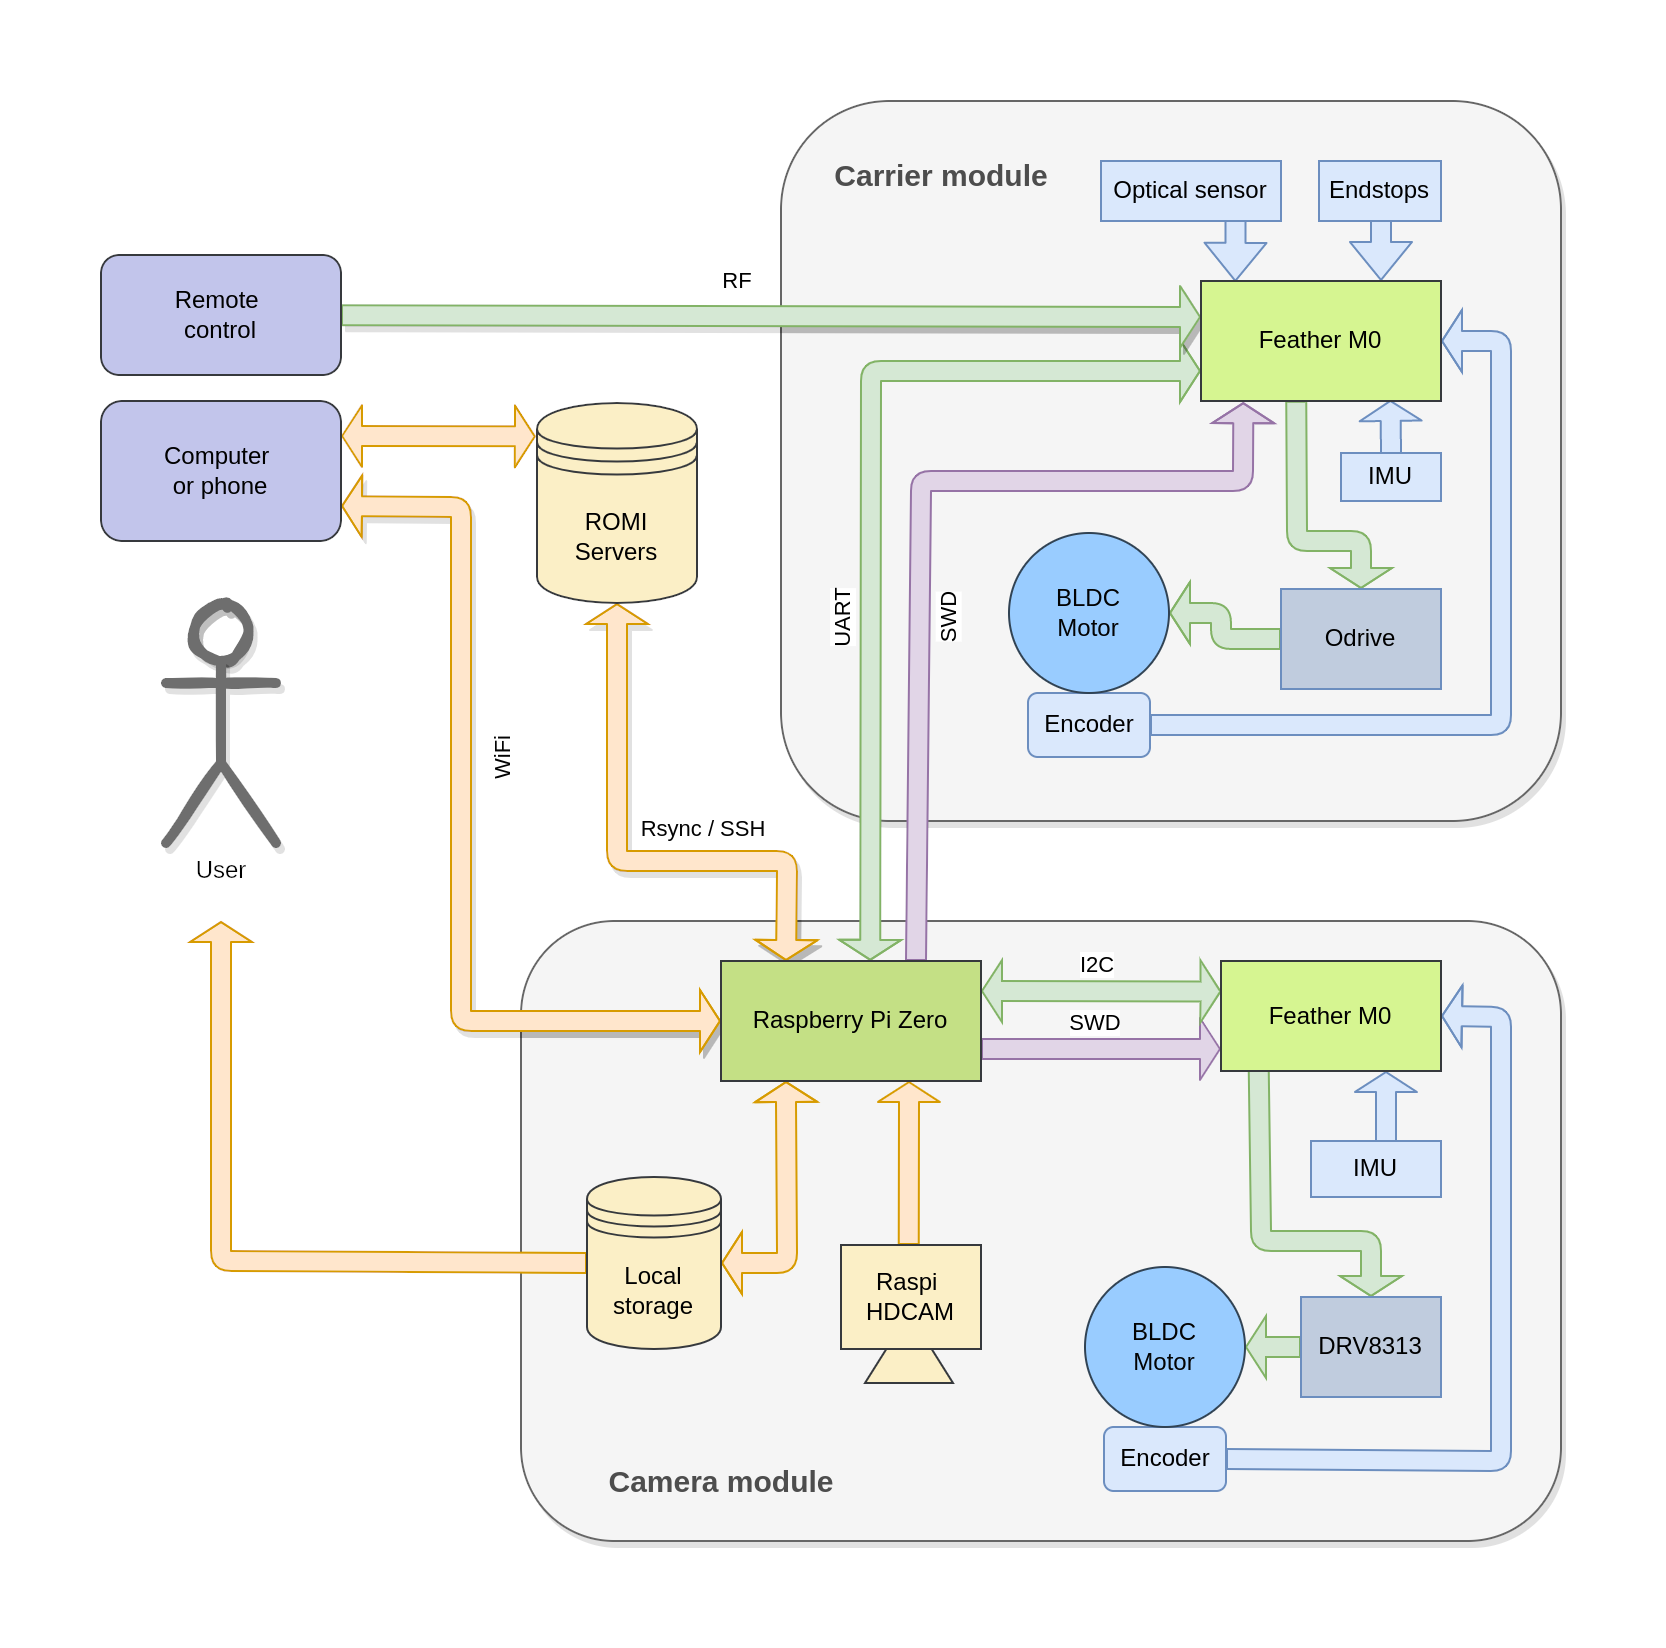 Carrier module
Optical sensor
Endstops
RF
Remote
control
Feather M0
Computer
or phone
IMU
ROMI
Servers
BLDC
Motor
UART
SWD
Odrive
Encoder
WiFi
Rsync / SSH
User
I2C
Raspberry Pi Zero
SWD
Feather M0
IMU
Local
storage
Raspi
HDCAM
BLDC
Motor
DRV8313
Encoder
Camera module